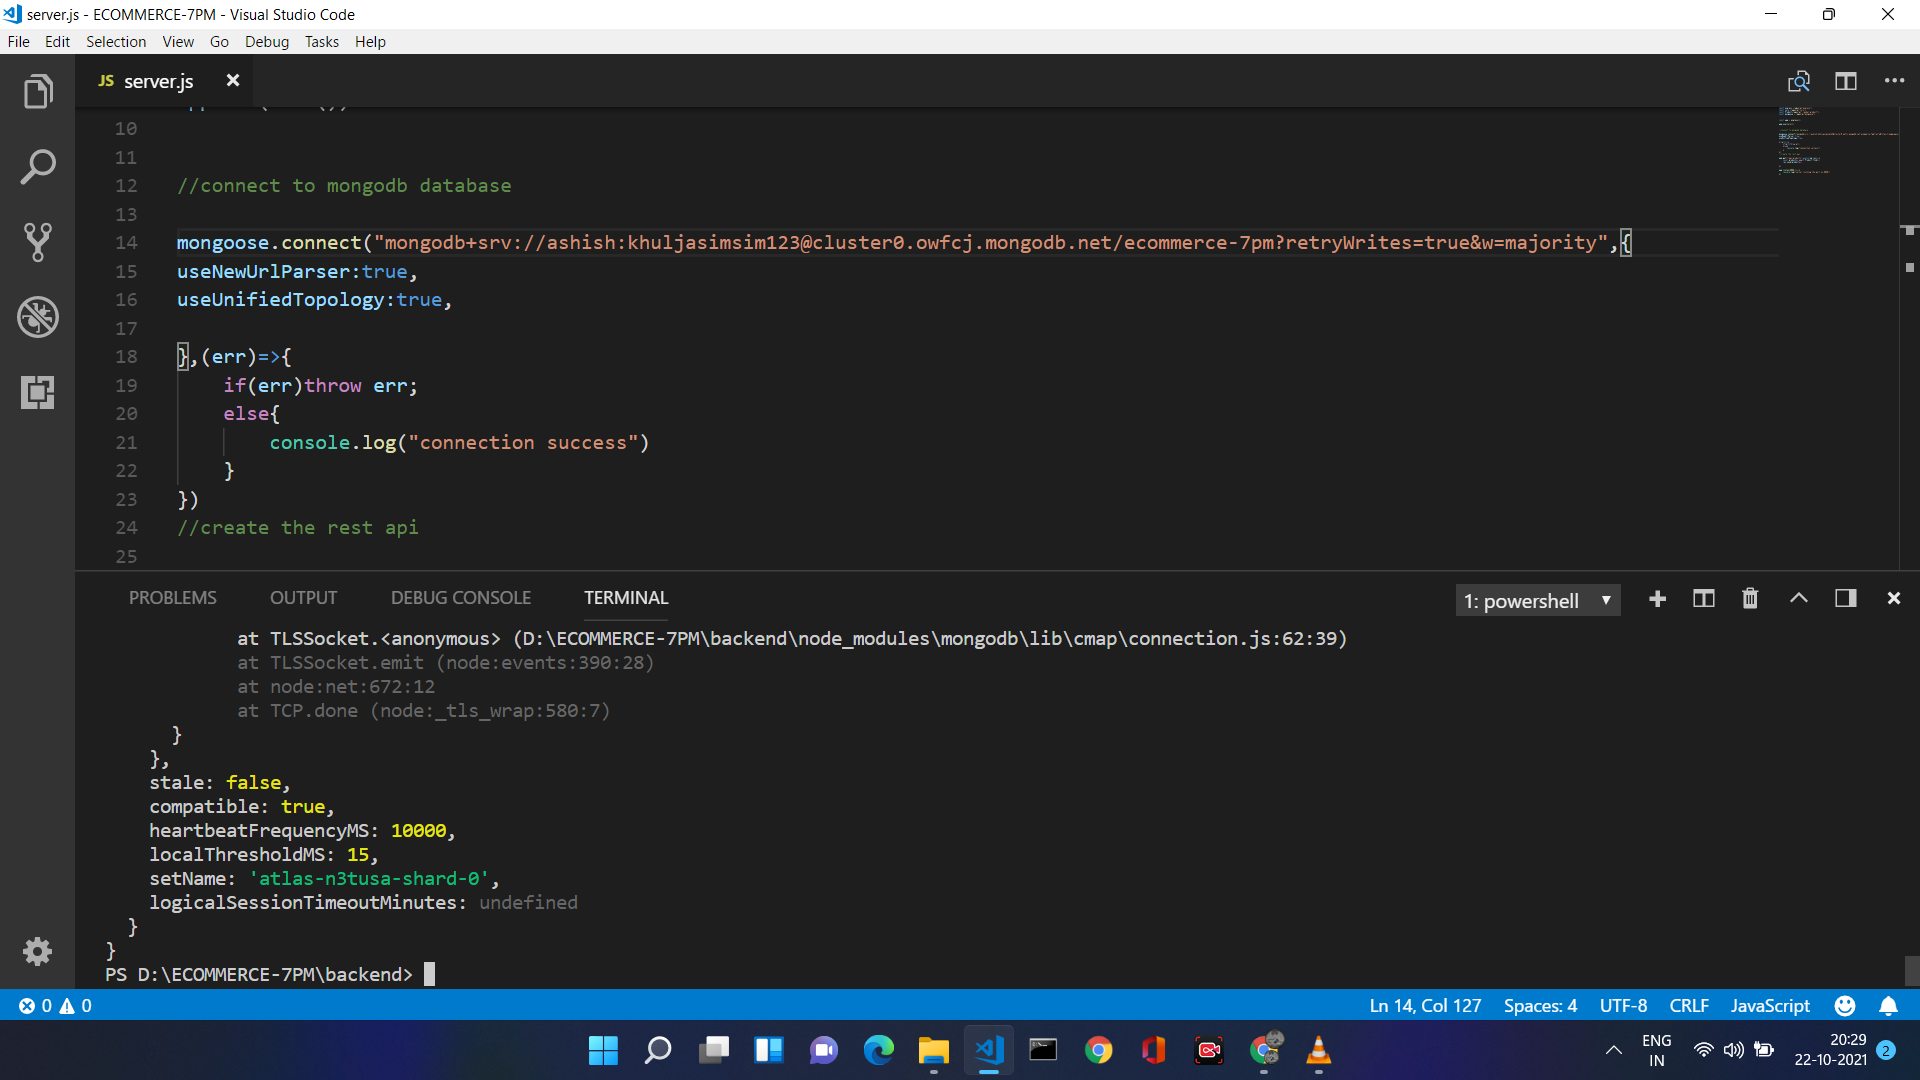 server.js - ECOMMERCE-7PM - Visual Studio Code
File Edit Selection View Go Debug Tasks Help
JS server.js
10
11
12 //connect to mongodb database
13
14 mongoose.connect("mongodb+srv://ashish:khuljasimsim123@cluster0.owfcj.mongodb.net/ecommerce-7pm?retryWrites=true&w=majority",{
15 useNewUrlParser:true,
16 useUnifiedTopology:true,
17
18 },(err)=>{
19 if(err)throw err;
20 else{
21 console.log("connection success")
22 }
23 })
24 //create the rest api
25
PROBLEMS OUTPUT DEBUG CONSOLE TERMINAL 1: powershell
at TLSSocket.<anonymous> (D:\ECOMMERCE-7PM\backend\node_modules\mongodb\lib\cmap\connection.js:62:39)
at TLSSocket.emit (node:events:390:28)
at node:net:672:12
at TCP.done (node:_tls_wrap:580:7)
}
},
stale: false,
compatible: true,
heartbeatFrequencyMS: 10000,
localThresholdMS: 15,
setName: 'atlas-n3tusa-shard-0',
logicalSessionTimeoutMinutes: undefined
}
}
PS D:\ECOMMERCE-7PM\backend>
0 0 Ln 14, Col 127 Spaces: 4 UTF-8 CRLF JavaScript
ENG
IN
20:29
22-10-2021
2